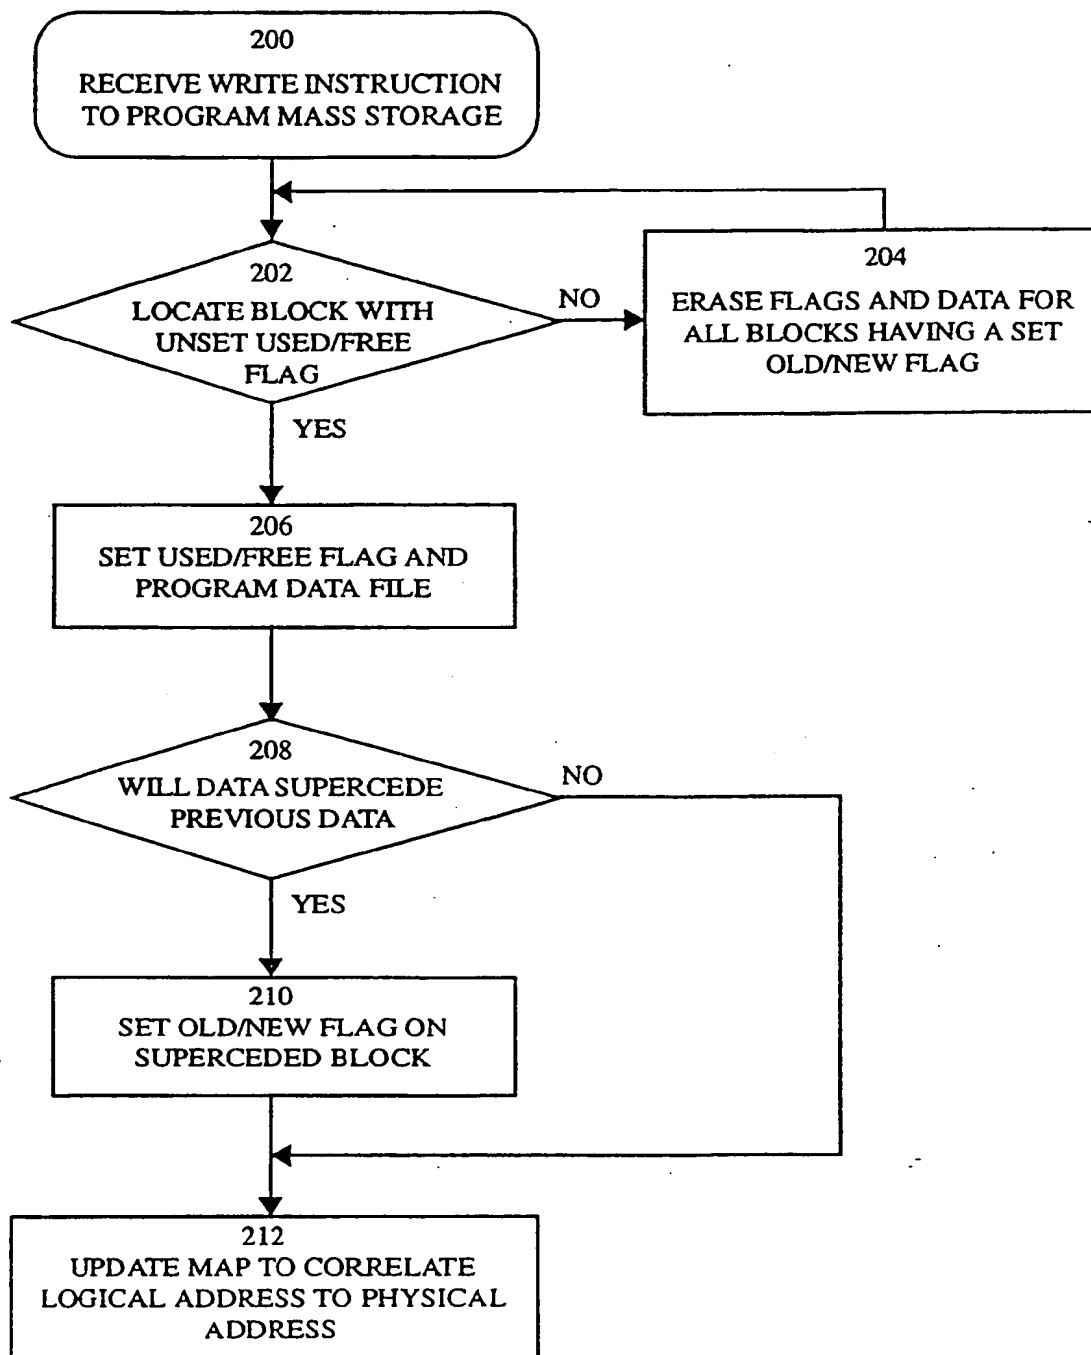 200
RECEIVE WRITE INSTRUCTION
TO PROGRAM MASS STORAGE
202
LOCATE BLOCK WITH
UNSET USED/FREE
FLAG
NO
204
ERASE FLAGS AND DATA FOR
ALL BLOCKS HAVING A SET
OLD/NEW FLAG
YES
206
SET USED/FREE FLAG AND
PROGRAM DATA FILE
208
WILL DATA SUPERCEDE
PREVIOUS DATA
NO
YES
210
SET OLD/NEW FLAG ON
SUPERCEDED BLOCK
212
UPDATE MAP TO CORRELATE
LOGICAL ADDRESS TO PHYSICAL
ADDRESS